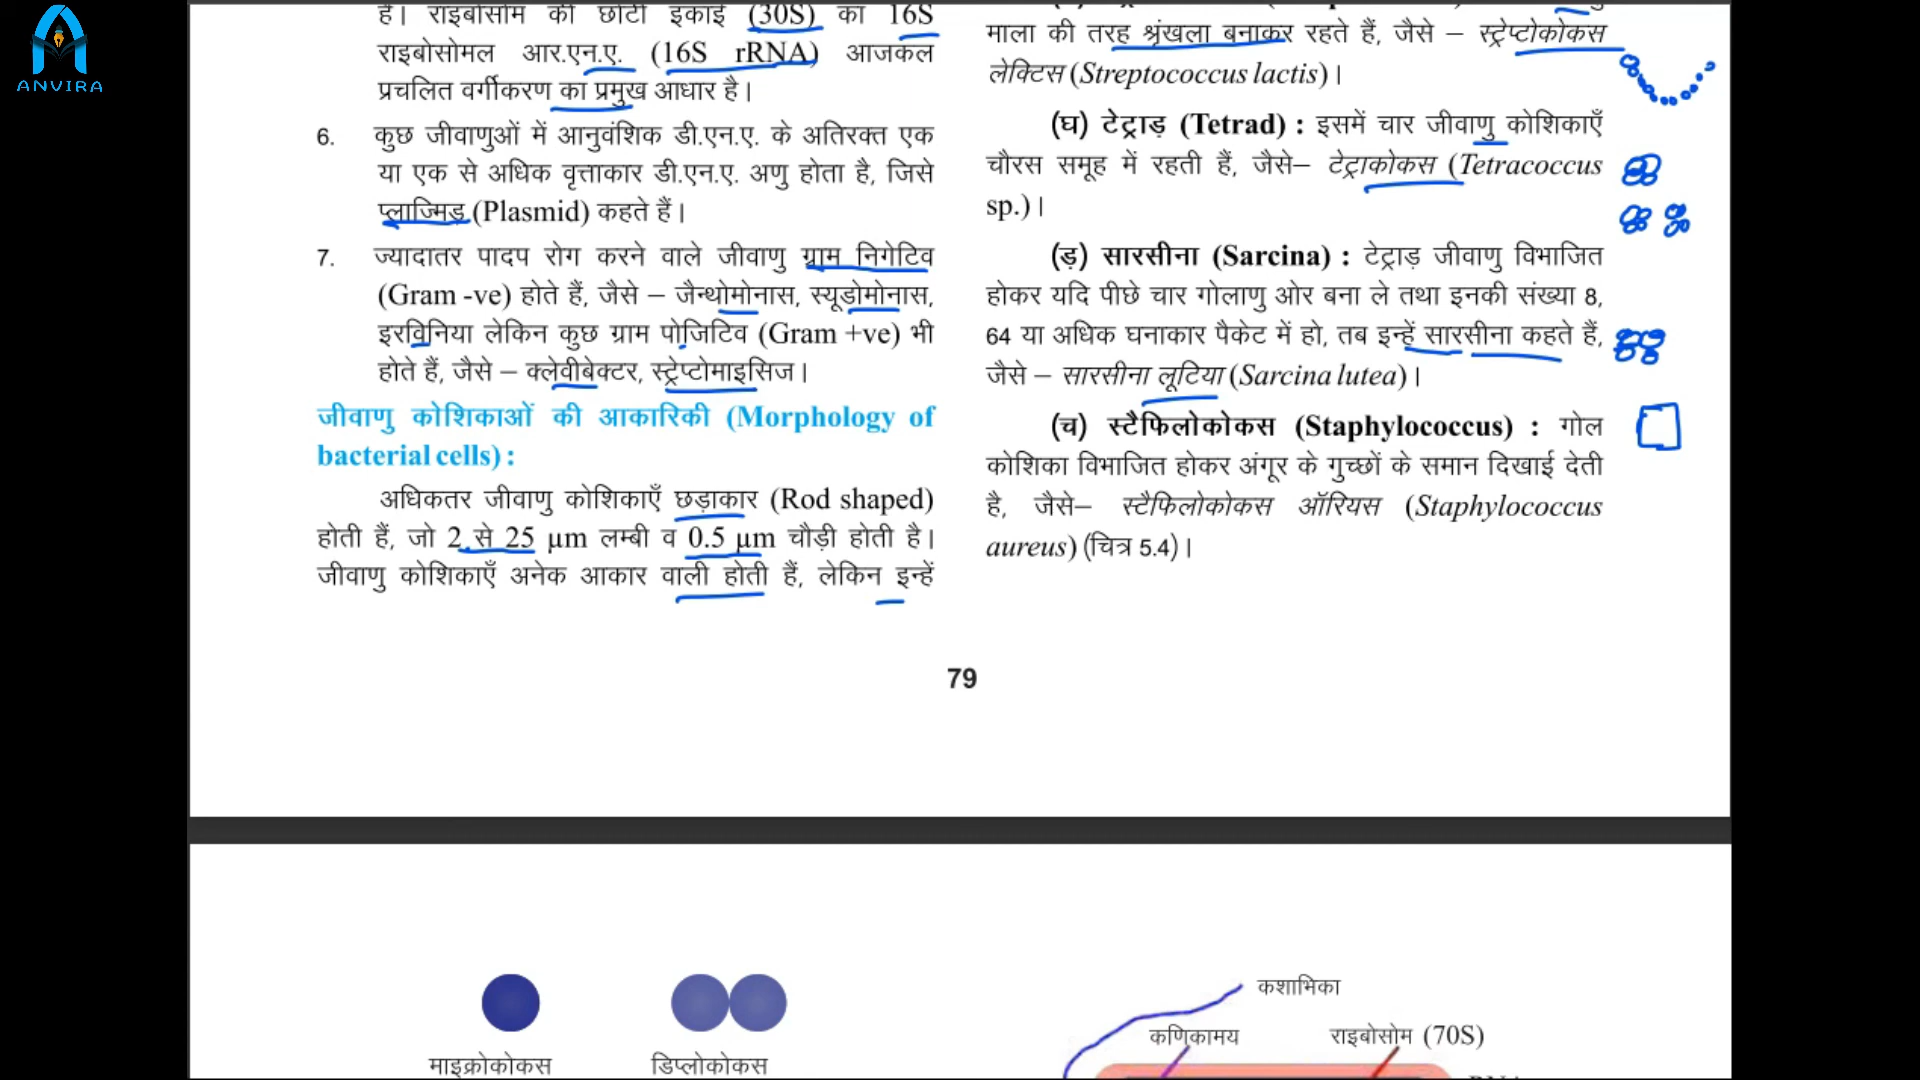 ANVIRA
हैं। राइबोसोम की छोटी इकाई (30S) का 16S
राइबोसोमल आर.एन.ए. (16S rRNA) आजकल
प्रचलित वर्गीकरण का प्रमुख आधार है।
6. कुछ जीवाणुओं में आनुवंशिक डी.एन.ए. के अतिरक्त एक
या एक से अधिक वृत्ताकार डी.एन.ए. अणु होता है, जिसे
प्लाज्मिड (Plasmid) कहते हैं।
7. ज्यादातर पादप रोग करने वाले जीवाणु ग्राम निगेटिव
(Gram -ve) होते हैं, जैसे – जैन्थोमोनास, स्यूडोमोनास,
इरविनिया लेकिन कुछ ग्राम पोजिटिव (Gram +ve) भी
होते हैं, जैसे – क्लेवीबेक्टर, स्ट्रेप्टोमाइसिज।
जीवाणु कोशिकाओं की आकारिकी (Morphology of
bacterial cells) :
अधिकतर जीवाणु कोशिकाएँ छड़ाकार (Rod shaped)
होती हैं, जो 2 से 25 µm लम्बी व 0.5 µm चौड़ी होती है।
जीवाणु कोशिकाएँ अनेक आकार वाली होती हैं, लेकिन इन्हें
माला की तरह श्रृंखला बनाकर रहते हैं, जैसे – स्ट्रेप्टोकोकस
लेक्टिस (Streptococcus lactis)।
(घ) टेट्राड़ (Tetrad) : इसमें चार जीवाणु कोशिकाएँ
चौरस समूह में रहती हैं, जैसे– टेट्राकोकस (Tetracoccus
sp.)।
(ड़) सारसीना (Sarcina) : टेट्राड़ जीवाणु विभाजित
होकर यदि पीछे चार गोलाणु ओर बना ले तथा इनकी संख्या 8,
64 या अधिक घनाकार पैकेट में हो, तब इन्हें सारसीना कहते हैं,
जैसे – सारसीना लूटिया (Sarcina lutea)।
(च) स्टैफिलोकोकस (Staphylococcus) : गोल
कोशिका विभाजित होकर अंगूर के गुच्छों के समान दिखाई देती
है, जैसे– स्टैफिलोकोकस ऑरियस (Staphylococcus
aureus) (चित्र 5.4)।
79
माइक्रोकोकस
डिप्लोकोकस
कशाभिका
कणिकामय
राइबोसोम (70S)